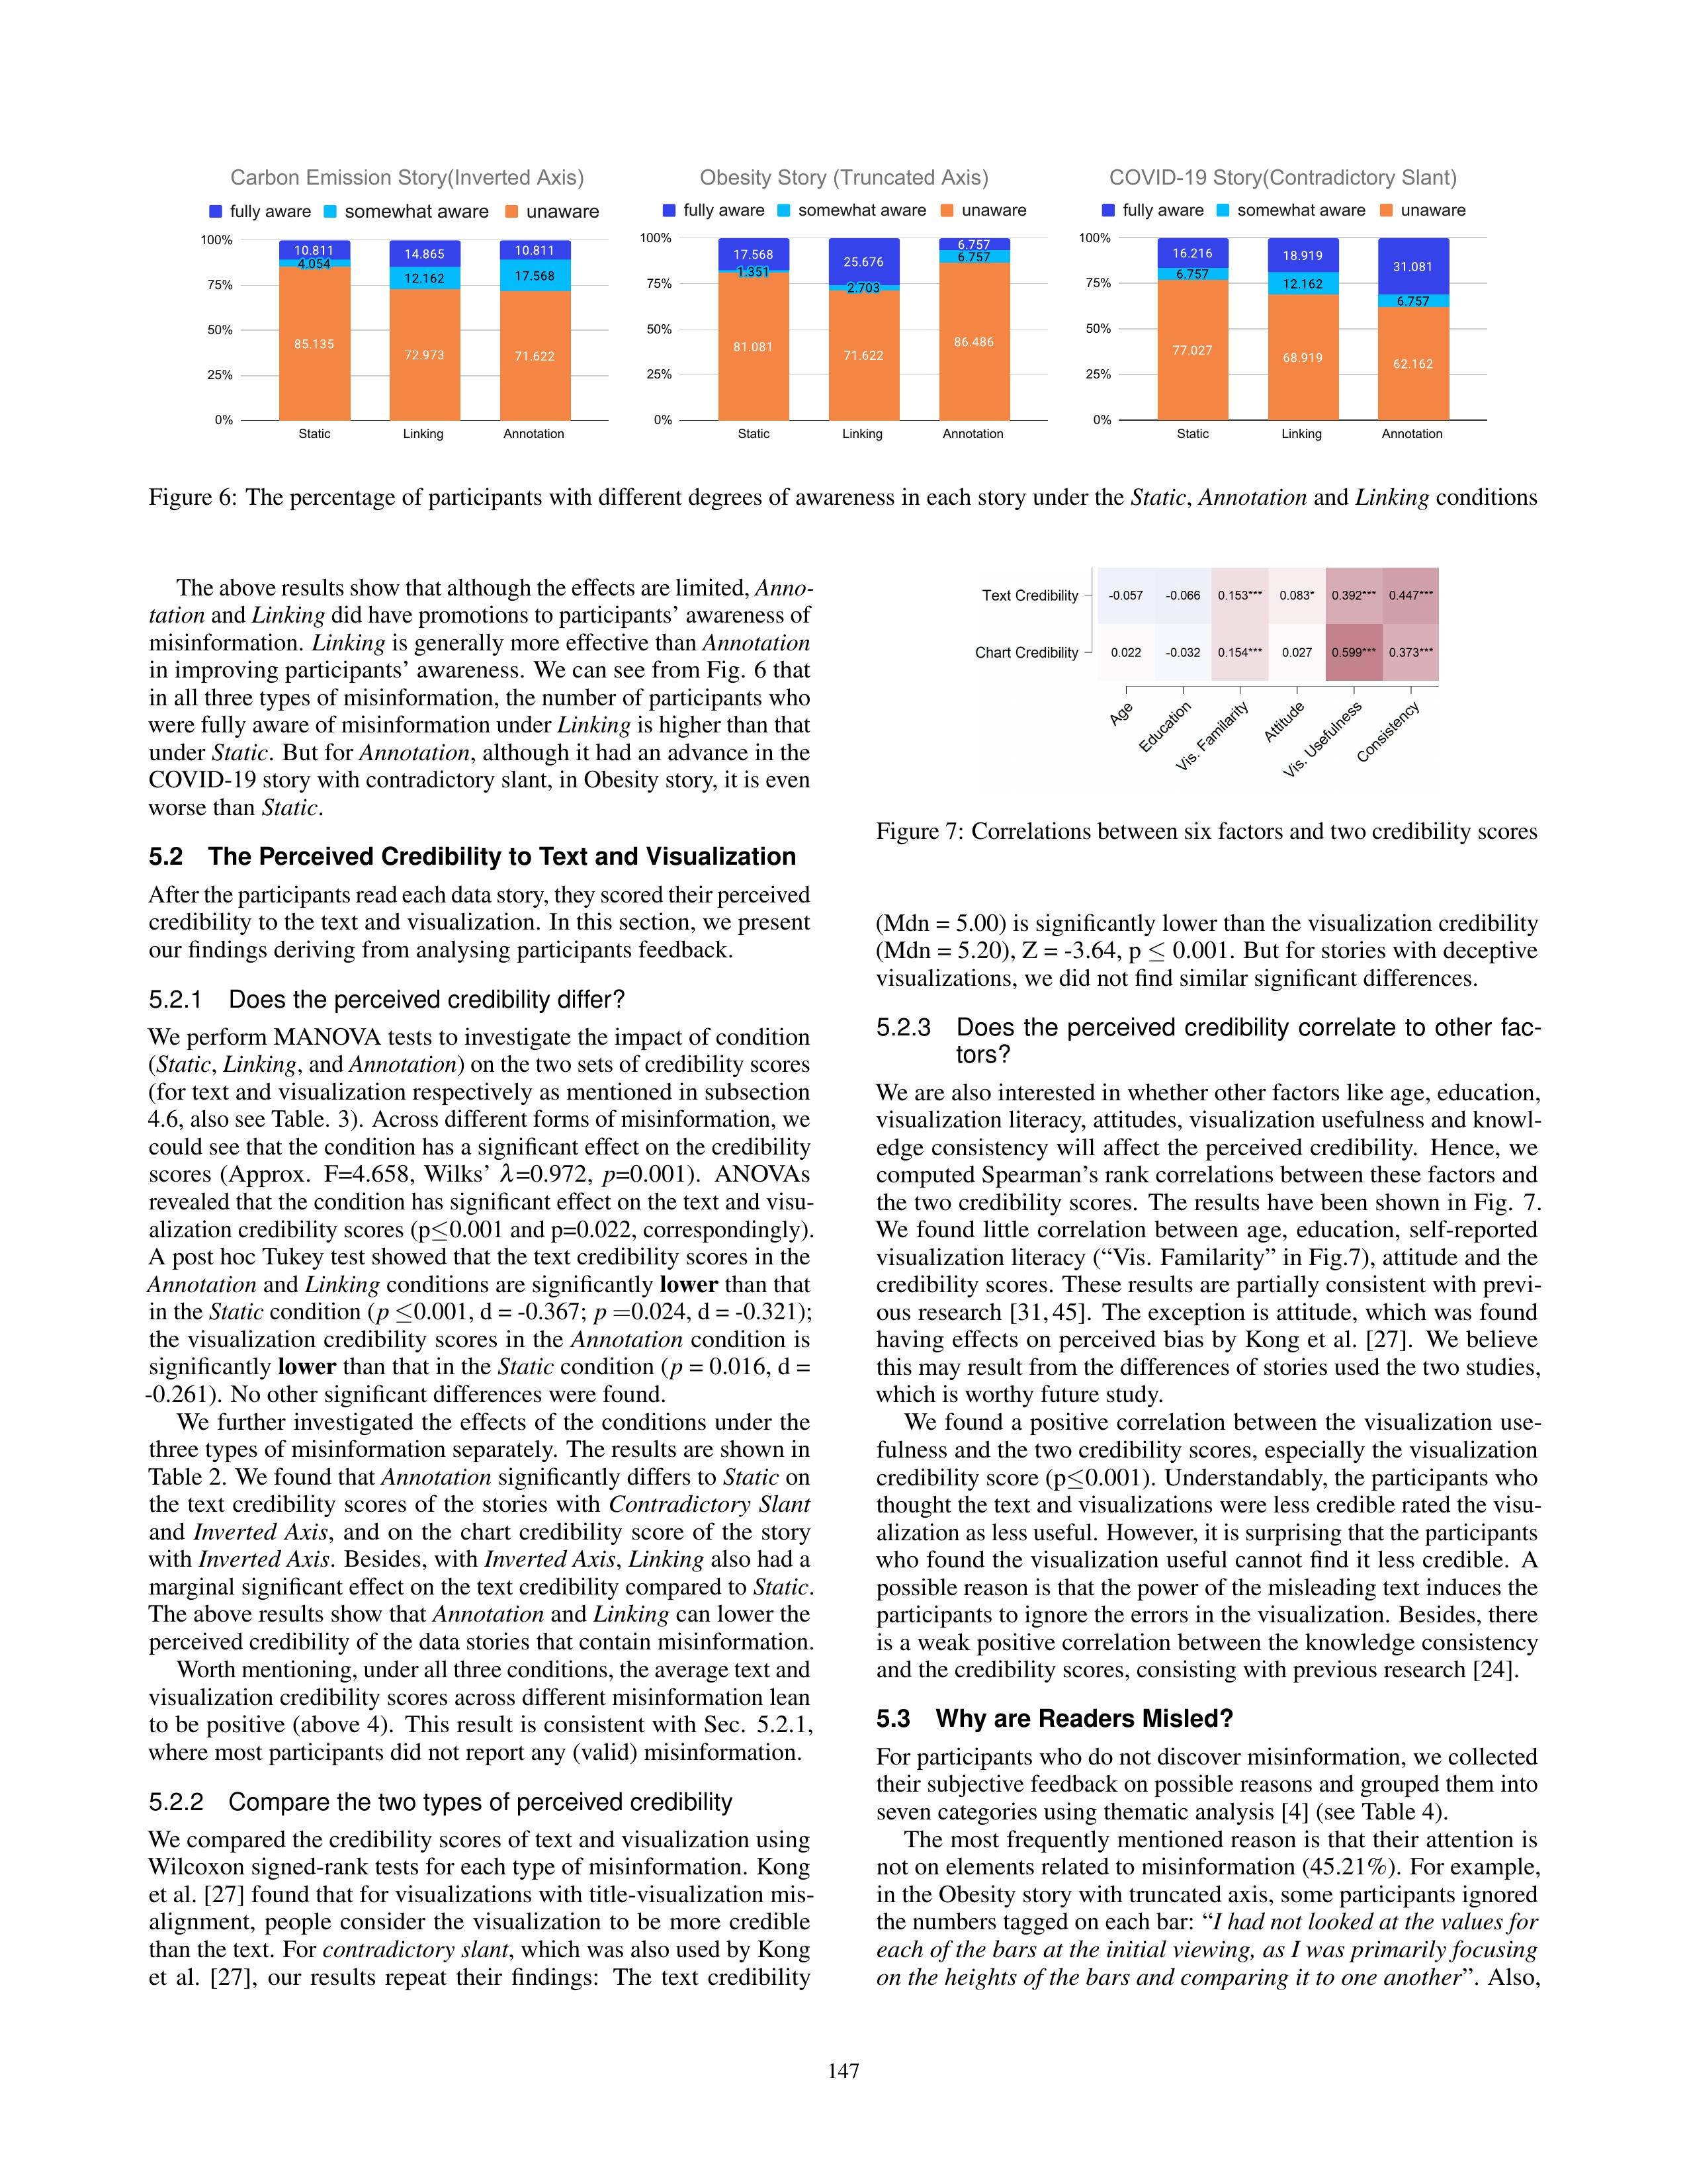 Carbon Emission Story(Inverted Axis)
fully aware somewhat aware unaware
100%
75%
50%
25%
0%
10.811
4.054
85.135
14.865
12.162
72.973
10.811
17.568
71.622
Static Linking Annotation
Obesity Story (Truncated Axis)
fully aware somewhat aware unaware
100%
75%
50%
25%
0%
17.568
1.351
81.081
25.676
2.703
71.622
6.757
6.757
86.486
Static Linking Annotation
COVID-19 Story(Contradictory Slant)
fully aware somewhat aware unaware
100%
75%
50%
25%
0%
16.216
6.757
77.027
18.919
12.162
68.919
31.081
6.757
62.162
Static Linking Annotation
Figure 6: The percentage of participants with different degrees of awareness in each story under the Static, Annotation and Linking conditions
The above results show that although the effects are limited, Anno-
tation and Linking did have promotions to participants' awareness of
misinformation. Linking is generally more effective than Annotation
in improving participants' awareness. We can see from Fig. 6 that
in all three types of misinformation, the number of participants who
were fully aware of misinformation under Linking is higher than that
under Static. But for Annotation, although it had an advance in the
COVID-19 story with contradictory slant, in Obesity story, it is even
worse than Static.
5.2 The Perceived Credibility to Text and Visualization
After the participants read each data story, they scored their perceived
credibility to the text and visualization. In this section, we present
our findings deriving from analysing participants feedback.
5.2.1 Does the perceived credibility differ?
We perform MANOVA tests to investigate the impact of condition
(Static, Linking, and Annotation) on the two sets of credibility scores
(for text and visualization respectively as mentioned in subsection
4.6, also see Table. 3). Across different forms of misinformation, we
could see that the condition has a significant effect on the credibility
scores (Approx. F=4.658, Wilks' λ=0.972, p=0.001). ANOVAs
revealed that the condition has significant effect on the text and visu-
alization credibility scores (p≤0.001 and p=0.022, correspondingly).
A post hoc Tukey test showed that the text credibility scores in the
Annotation and Linking conditions are significantly lower than that
in the Static condition (p ≤0.001, d = -0.367; p =0.024, d = -0.321);
the visualization credibility scores in the Annotation condition is
significantly lower than that in the Static condition (p = 0.016, d =
-0.261). No other significant differences were found.
We further investigated the effects of the conditions under the
three types of misinformation separately. The results are shown in
Table 2. We found that Annotation significantly differs to Static on
the text credibility scores of the stories with Contradictory Slant
and Inverted Axis, and on the chart credibility score of the story
with Inverted Axis. Besides, with Inverted Axis, Linking also had a
marginal significant effect on the text credibility compared to Static.
The above results show that Annotation and Linking can lower the
perceived credibility of the data stories that contain misinformation.
Worth mentioning, under all three conditions, the average text and
visualization credibility scores across different misinformation lean
to be positive (above 4). This result is consistent with Sec. 5.2.1,
where most participants did not report any (valid) misinformation.
5.2.2 Compare the two types of perceived credibility
We compared the credibility scores of text and visualization using
Wilcoxon signed-rank tests for each type of misinformation. Kong
et al. [27] found that for visualizations with title-visualization mis-
alignment, people consider the visualization to be more credible
than the text. For contradictory slant, which was also used by Kong
et al. [27], our results repeat their findings: The text credibility
Text Credibility -0.057 -0.066 0.153*** 0.083* 0.392*** 0.447***
Chart Credibility 0.022 -0.032 0.154*** 0.027 0.599*** 0.373***
Age Education Vis. Familarity Attitude Vis. Usefulness Consistency
Figure 7: Correlations between six factors and two credibility scores
(Mdn = 5.00) is significantly lower than the visualization credibility
(Mdn = 5.20), Z = -3.64, p ≤ 0.001. But for stories with deceptive
visualizations, we did not find similar significant differences.
5.2.3 Does the perceived credibility correlate to other fac-
tors?
We are also interested in whether other factors like age, education,
visualization literacy, attitudes, visualization usefulness and knowl-
edge consistency will affect the perceived credibility. Hence, we
computed Spearman's rank correlations between these factors and
the two credibility scores. The results have been shown in Fig. 7.
We found little correlation between age, education, self-reported
visualization literacy (“Vis. Familarity” in Fig.7), attitude and the
credibility scores. These results are partially consistent with previ-
ous research [31, 45]. The exception is attitude, which was found
having effects on perceived bias by Kong et al. [27]. We believe
this may result from the differences of stories used the two studies,
which is worthy future study.
We found a positive correlation between the visualization use-
fulness and the two credibility scores, especially the visualization
credibility score (p≤0.001). Understandably, the participants who
thought the text and visualizations were less credible rated the visu-
alization as less useful. However, it is surprising that the participants
who found the visualization useful cannot find it less credible. A
possible reason is that the power of the misleading text induces the
participants to ignore the errors in the visualization. Besides, there
is a weak positive correlation between the knowledge consistency
and the credibility scores, consisting with previous research [24].
5.3 Why are Readers Misled?
For participants who do not discover misinformation, we collected
their subjective feedback on possible reasons and grouped them into
seven categories using thematic analysis [4] (see Table 4).
The most frequently mentioned reason is that their attention is
not on elements related to misinformation (45.21%). For example,
in the Obesity story with truncated axis, some participants ignored
the numbers tagged on each bar: “I had not looked at the values for
each of the bars at the initial viewing, as I was primarily focusing
on the heights of the bars and comparing it to one another”. Also,
147